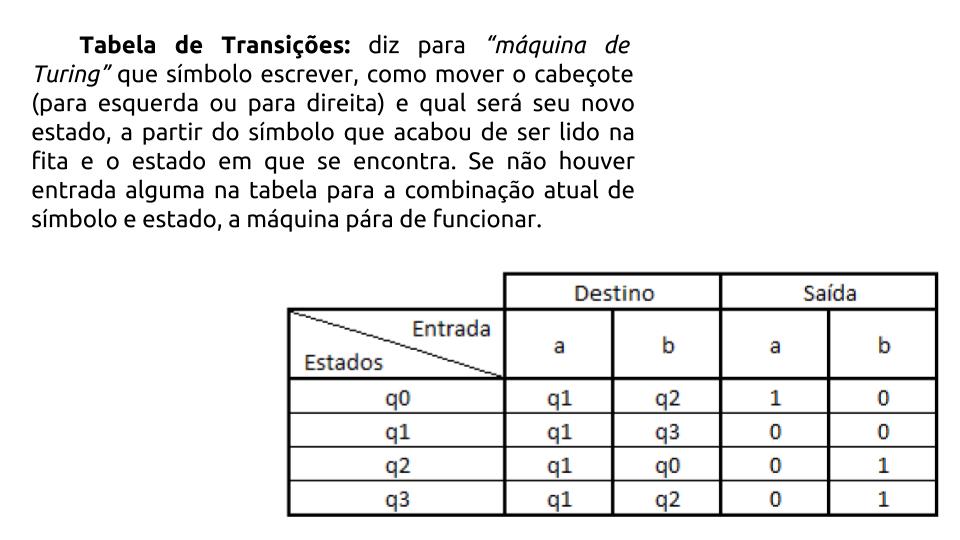 Tabela de Transições: diz para “máquina de
Turing” que símbolo escrever, como mover o cabeçote
(para esquerda ou para direita) e qual será seu novo
estado, a partir do símbolo que acabou de ser lido na
fita e o estado em que se encontra. Se não houver
entrada alguma na tabela para a combinação atual de
símbolo e estado, a máquina pára de funcionar.
Destino Saída
Entrada
Estados a b a b
q0 q1 q2 1 0
q1 q1 q3 0 0
q2 q1 q0 0 1
q3 q1 q2 0 1